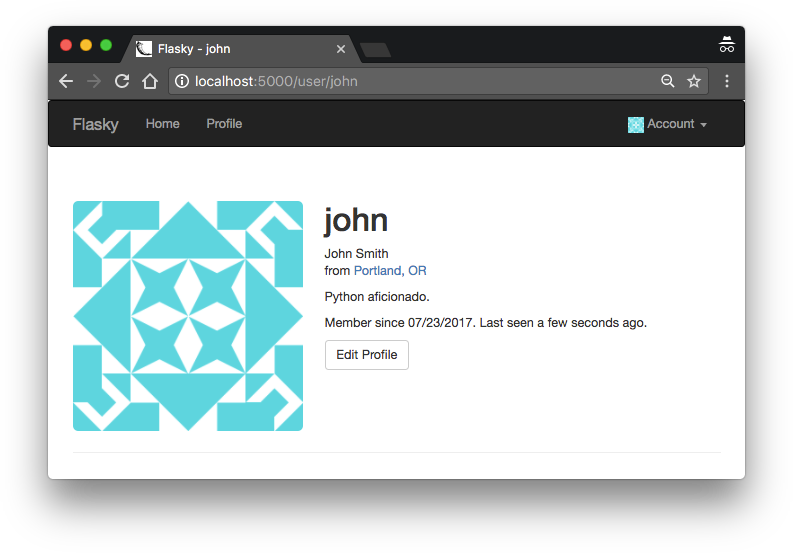 Flasky - john
localhost:5000/user/john
Flasky Home Profile Account
john
John Smith
from Portland, OR
Python aficionado.
Member since 07/23/2017. Last seen a few seconds ago.
Edit Profile